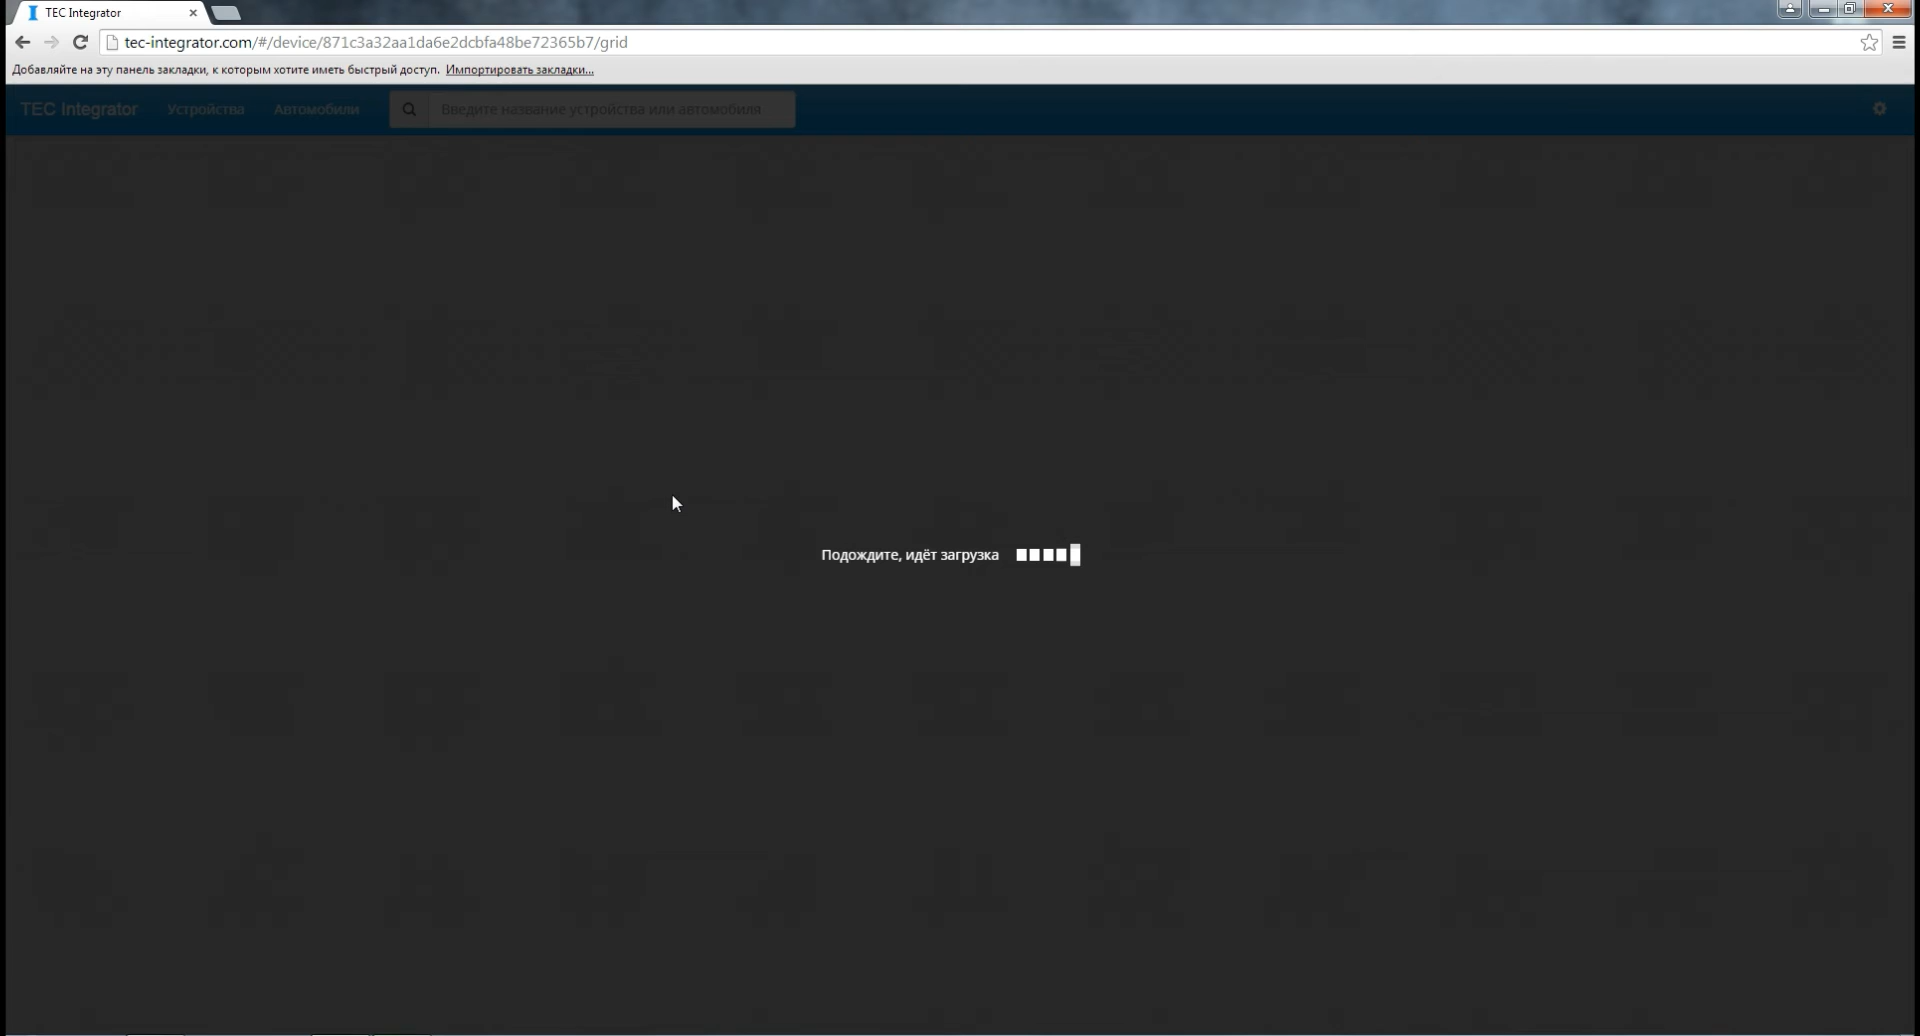 TEC Integrator
tec-integrator.com/#/device/871c3a32aa1da6e2dcbfa48be72365b7/grid
Добавляйте на эту панель закладки, к которым хотите иметь быстрый доступ. Импортировать закладки...
TEC Integrator Устройства Автомобили Введите название устройства или автомобиля
Подождите, идёт загрузка